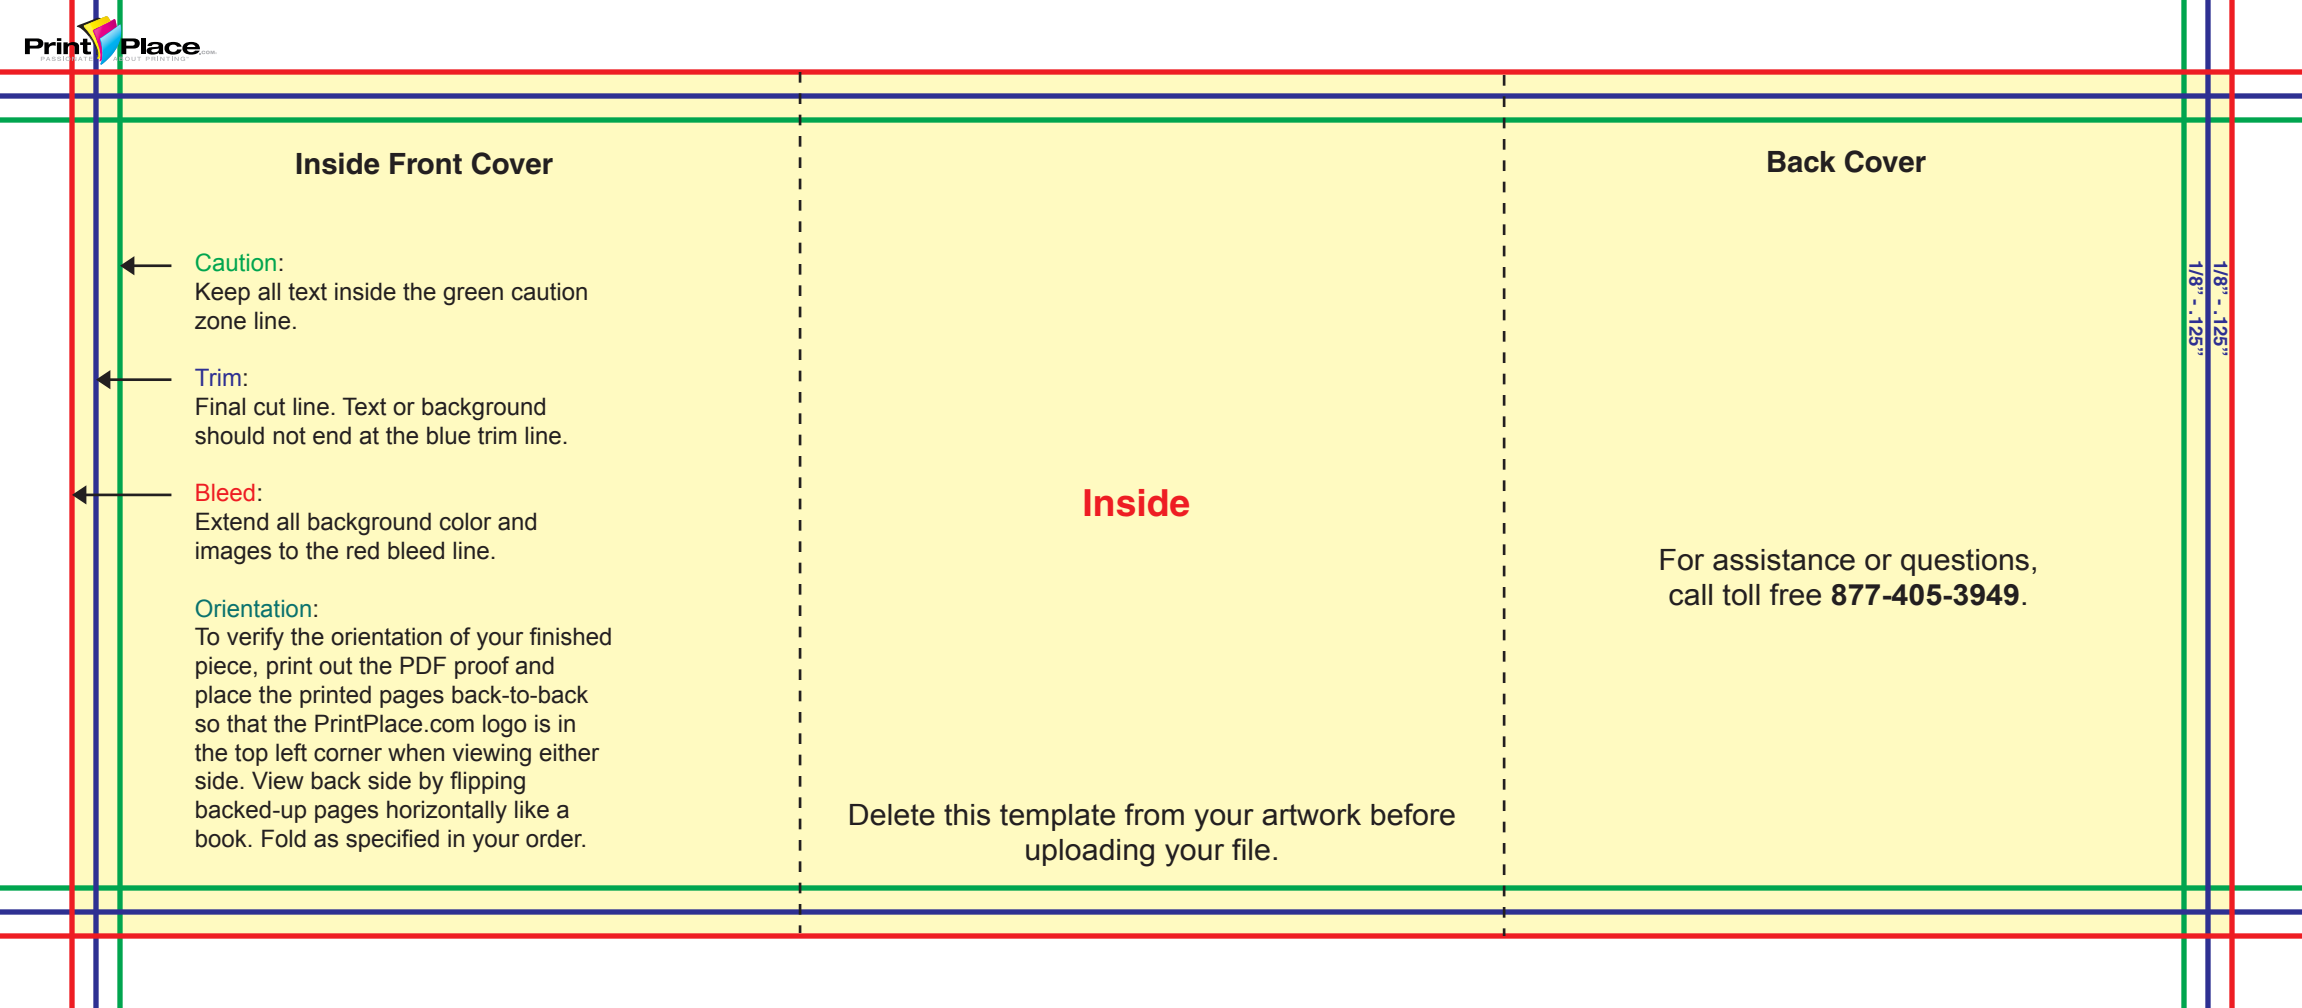 Print Place.com
PASSIONATE ABOUT PRINTING
Inside Front Cover
Caution:
Keep all text inside the green caution
zone line.
Trim:
Final cut line. Text or background
should not end at the blue trim line.
Bleed:
Extend all background color and
images to the red bleed line.
Orientation:
To verify the orientation of your finished
piece, print out the PDF proof and
place the printed pages back-to-back
so that the PrintPlace.com logo is in
the top left corner when viewing either
side. View back side by flipping
backed-up pages horizontally like a
book. Fold as specified in your order.
Inside
Delete this template from your artwork before
uploading your file.
Back Cover
For assistance or questions,
call toll free 877-405-3949.
1/8” - .125”
1/8” - .125”